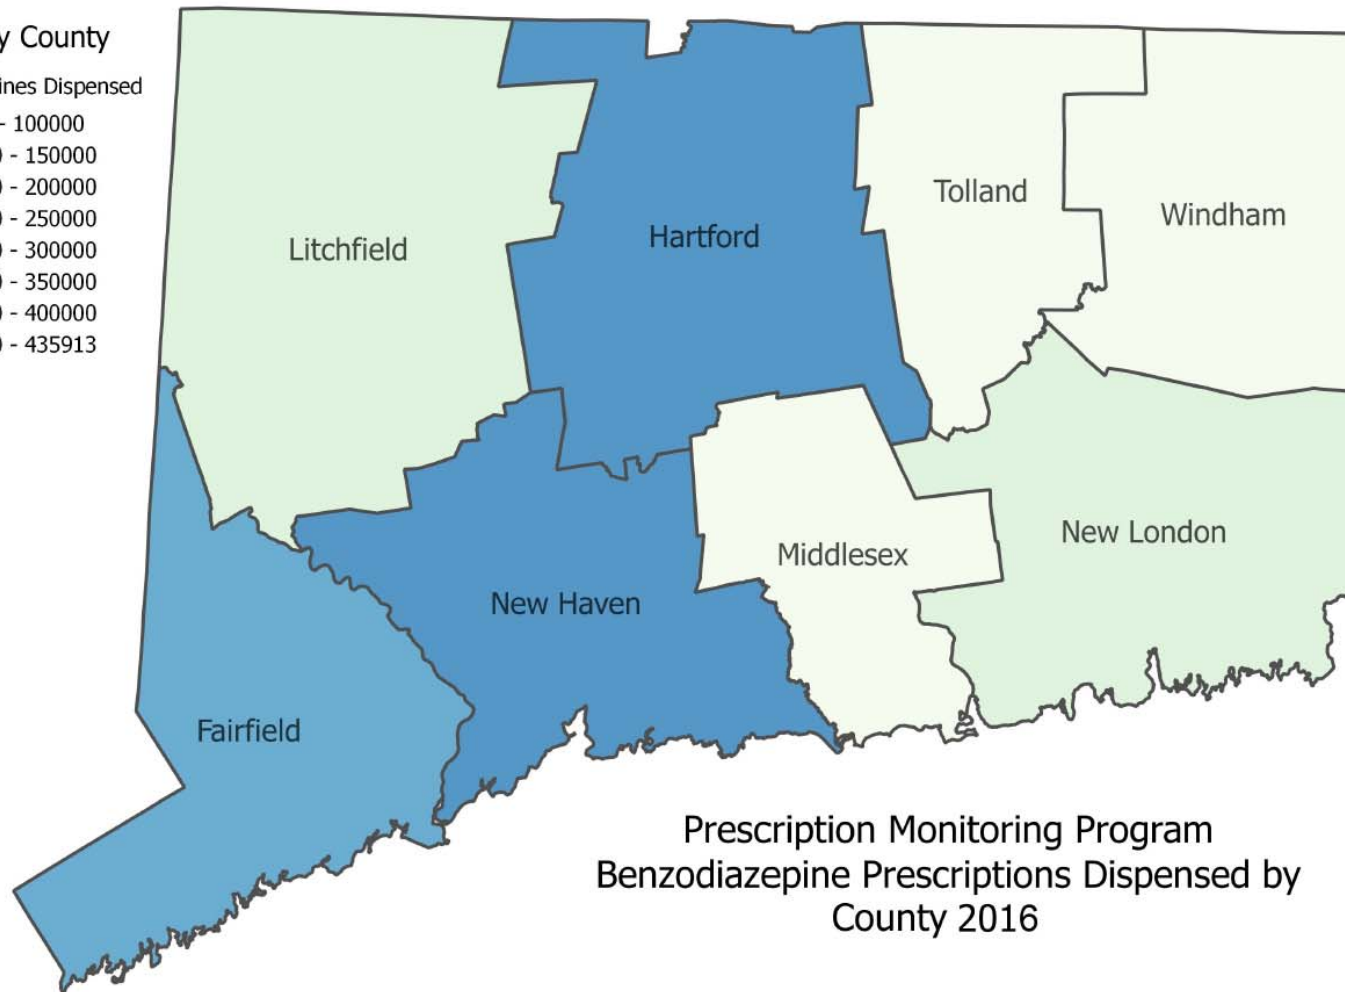 y County
ines Dispensed
- 100000
) - 150000
) - 200000
) - 250000
) - 300000
) - 350000
) - 400000
) - 435913
Litchfield
Hartford
Tolland
Windham
New London
Middlesex
New Haven
Fairfield
Prescription Monitoring Program
Benzodiazepine Prescriptions Dispensed by
County 2016